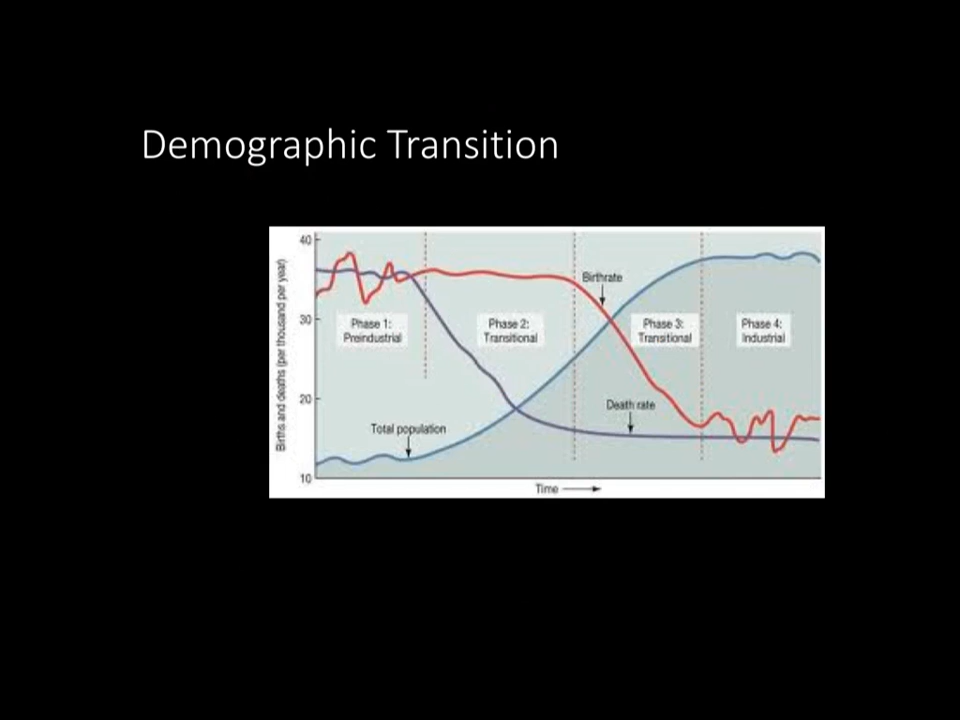 Demographic Transition
Births and deaths (per thousand per year)
40
30
20
10
Phase 1:
Preindustrial
Phase 2:
Transitional
Birthrate
Phase 3:
Transitional
Phase 4:
Industrial
Total population
Death rate
Time